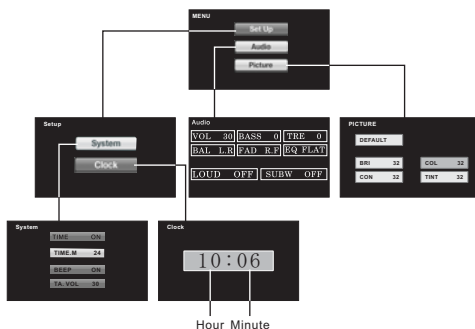 MENU
Set Up
Audio
Picture
Setup
System
Clock
Audio
VOL 30 BASS 0 TRE 0
BAL L.R FAD R.F EQ FLAT
LOUD OFF SUBW OFF
PICTURE
DEFAULT
BRI 32 COL 32
CON 32 TINT 32
System
TIME ON
TIME.M 24
BEEP ON
TA. VOL 30
Clock
10:06
Hour Minute